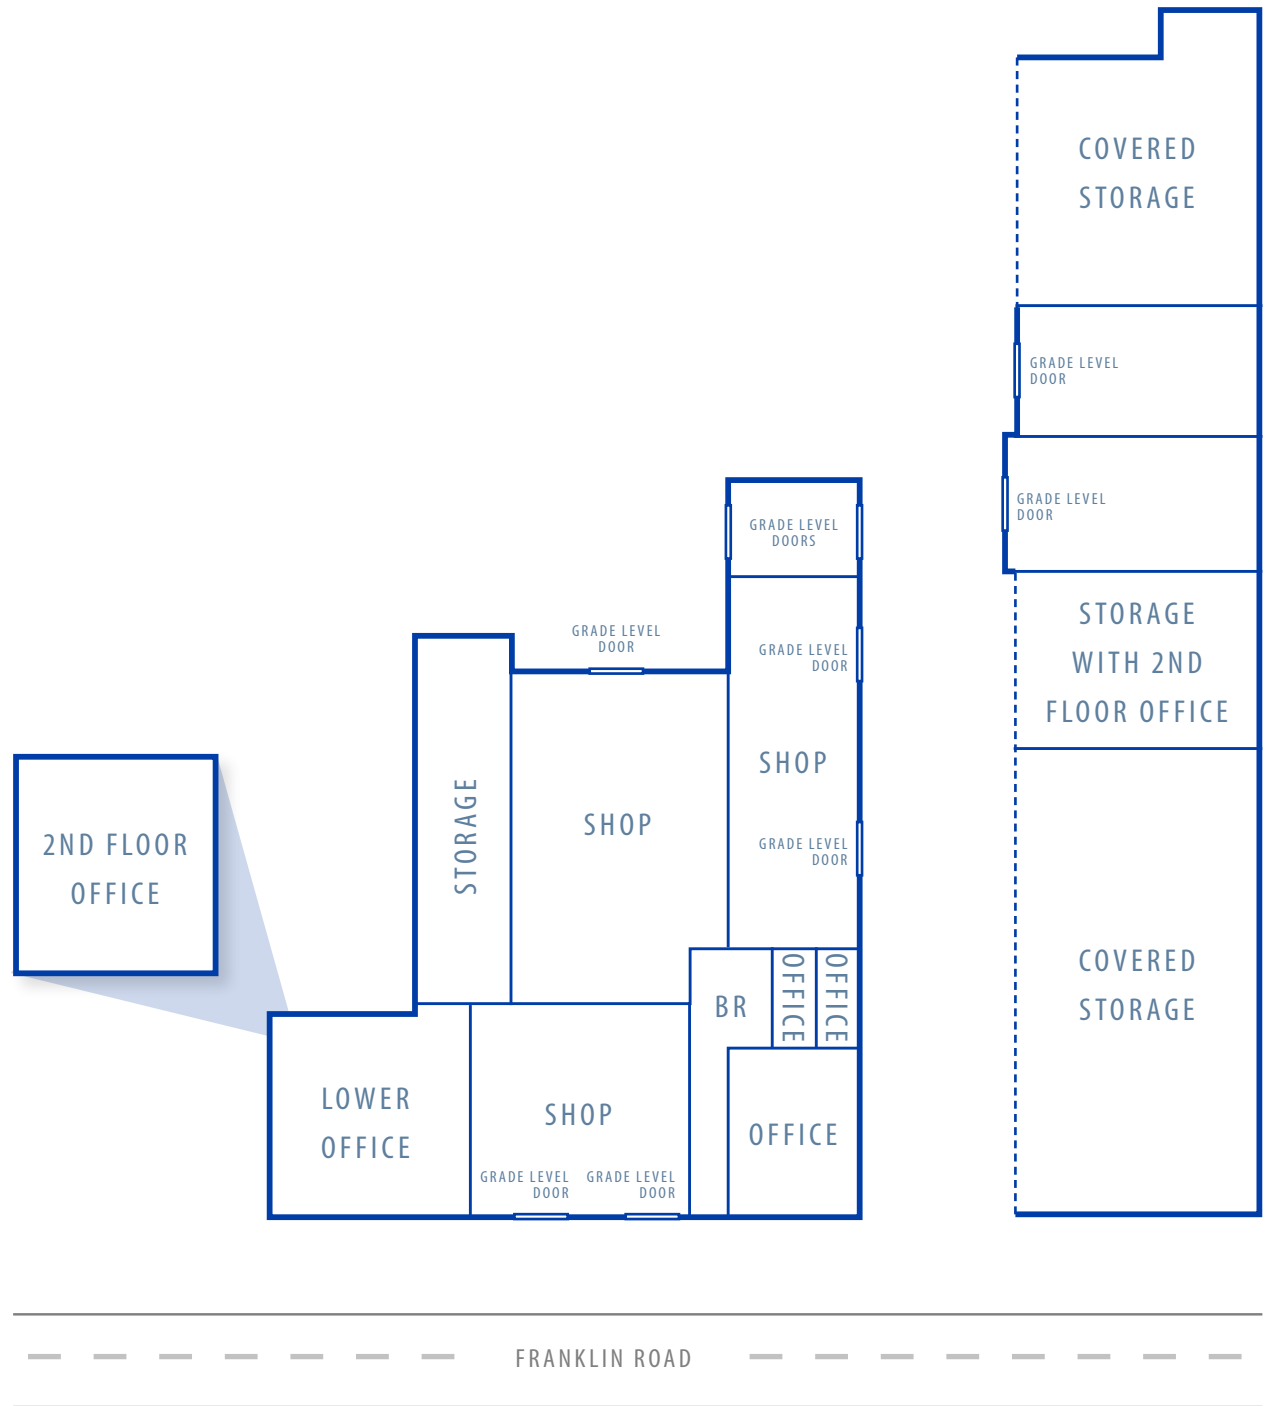 COVERED
STORAGE
GRADE LEVEL
DOOR
GRADE LEVEL
DOOR
STORAGE
WITH 2ND
FLOOR OFFICE
COVERED
STORAGE
GRADE LEVEL
DOORS
GRADE LEVEL
DOOR
GRADE LEVEL
DOOR
SHOP
GRADE LEVEL
DOOR
STORAGE
SHOP
2ND FLOOR
OFFICE
BR
OFFICE
OFFICE
LOWER
OFFICE
SHOP
OFFICE
GRADE LEVEL
DOOR
GRADE LEVEL
DOOR
FRANKLIN ROAD